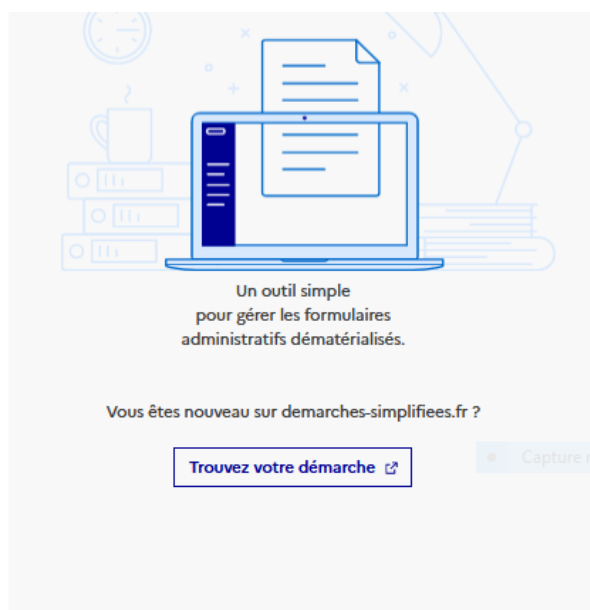 Un outil simple
pour gérer les formulaires
administratifs dématérialisés.
Vous êtes nouveau sur demarches-simplifiees.fr ?
Trouvez votre démarche
Capture